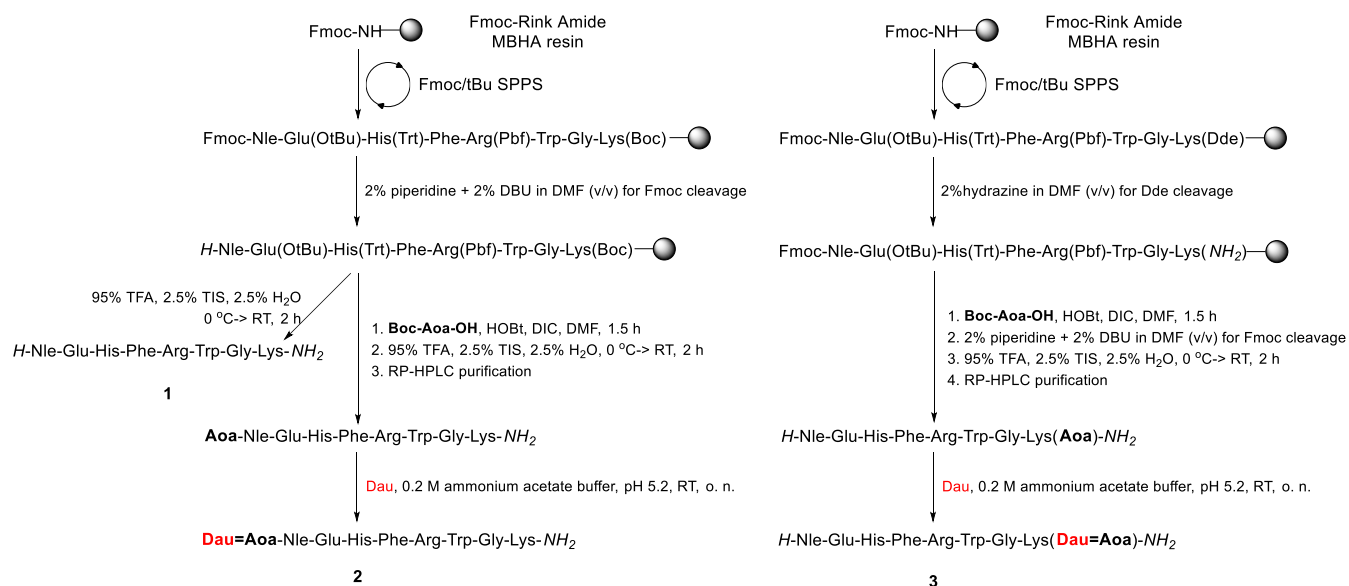 Fmoc-NH
Fmoc-Rink Amide
MBHA resin
Fmoc/tBu SPPS
Fmoc-Nle-Glu(OtBu)-His(Trt)-Phe-Arg(Pbf)-Trp-Gly-Lys(Boc)
2% piperidine + 2% DBU in DMF (v/v) for Fmoc cleavage
H-Nle-Glu(OtBu)-His(Trt)-Phe-Arg(Pbf)-Trp-Gly-Lys(Boc)
95% TFA, 2.5% TIS, 2.5% H2O
0 °C-> RT, 2 h
H-Nle-Glu-His-Phe-Arg-Trp-Gly-Lys-NH2
1
1. Boc-Aoa-OH, HOBt, DIC, DMF, 1.5 h
2. 95% TFA, 2.5% TIS, 2.5% H2O, 0 °C-> RT, 2 h
3. RP-HPLC purification
Aoa-Nle-Glu-His-Phe-Arg-Trp-Gly-Lys-NH2
Dau, 0.2 M ammonium acetate buffer, pH 5.2, RT, o. n.
Dau=Aoa-Nle-Glu-His-Phe-Arg-Trp-Gly-Lys-NH2
2
Fmoc-NH
Fmoc-Rink Amide
MBHA resin
Fmoc/tBu SPPS
Fmoc-Nle-Glu(OtBu)-His(Trt)-Phe-Arg(Pbf)-Trp-Gly-Lys(Dde)
2%hydrazine in DMF (v/v) for Dde cleavage
Fmoc-Nle-Glu(OtBu)-His(Trt)-Phe-Arg(Pbf)-Trp-Gly-Lys(NH2)
1. Boc-Aoa-OH, HOBt, DIC, DMF, 1.5 h
2. 2% piperidine + 2% DBU in DMF (v/v) for Fmoc cleavage
3. 95% TFA, 2.5% TIS, 2.5% H2O, 0 °C-> RT, 2 h
4. RP-HPLC purification
H-Nle-Glu-His-Phe-Arg-Trp-Gly-Lys(Aoa)-NH2
Dau, 0.2 M ammonium acetate buffer, pH 5.2, RT, o. n.
H-Nle-Glu-His-Phe-Arg-Trp-Gly-Lys(Dau=Aoa)-NH2
3